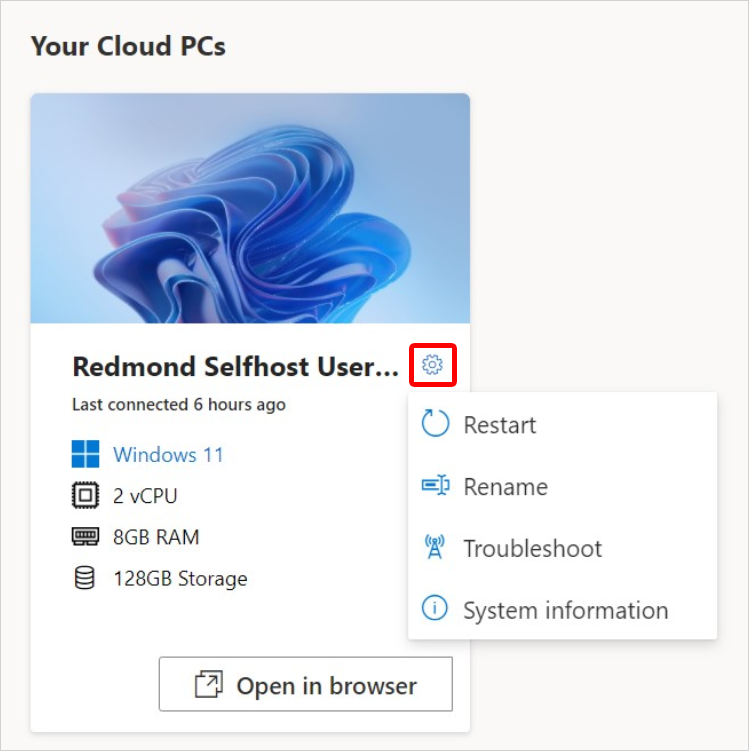 Your Cloud PCs
Redmond Selfhost User...
Last connected 6 hours ago
Windows 11
2 vCPU
8GB RAM
128GB Storage
Restart
Rename
Troubleshoot
System information
Open in browser